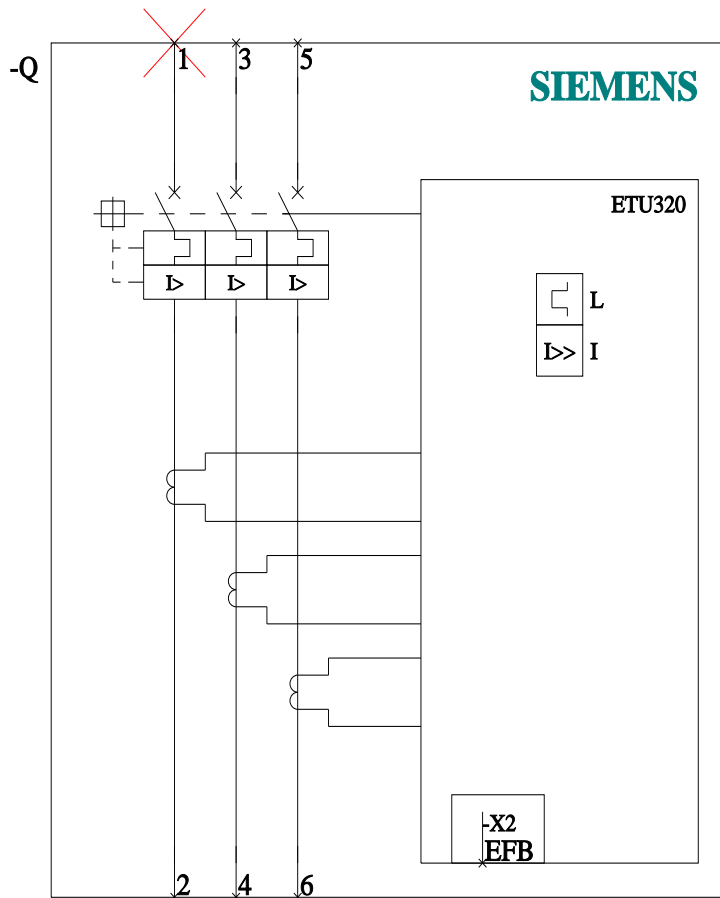 1 3 5
-Q
SIEMENS
ETU320
I> I> I>
L
I>> I
-X2
EFB
2 4 6